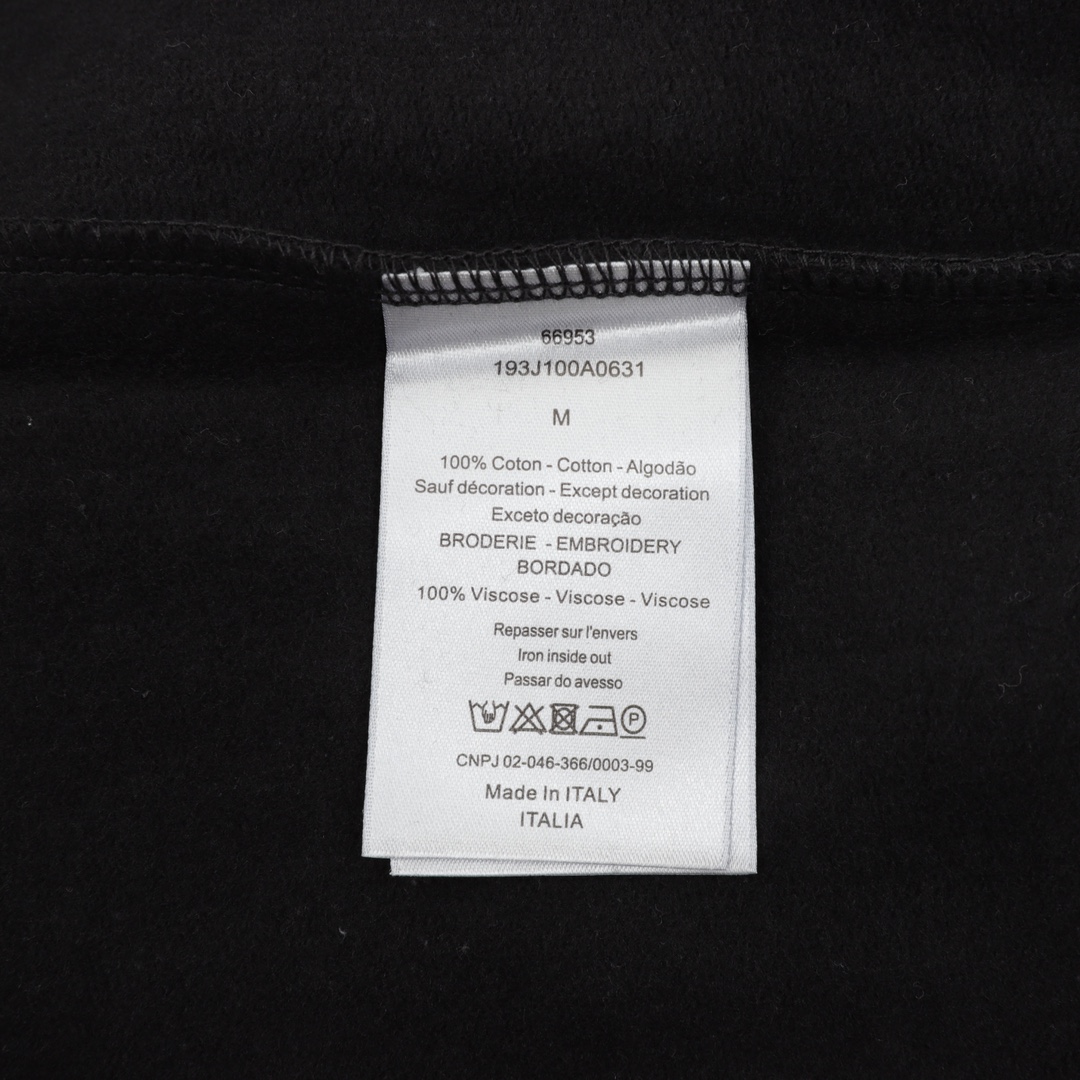 66953
193J100A0631
M
100% Coton - Cotton - Algodão
Sauf décoration - Except decoration
Exceto decoração
BRODERIE - EMBROIDERY
BORDADO
100% Viscose - Viscose - Viscose
Repasser sur l'envers
Iron inside out
Passar do avesso
P
CNPJ 02-046-366/0003-99
Made In ITALY
ITALIA